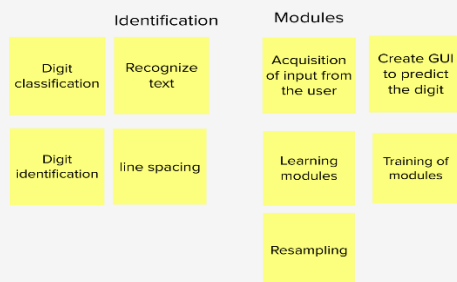 Identification
Modules
Digit
classification
Recognize
text
Acquisition
of input from
the user
Create GUI
to predict
the digit
Digit
identification
line spacing
Learning
modules
Training of
modules
Resampling